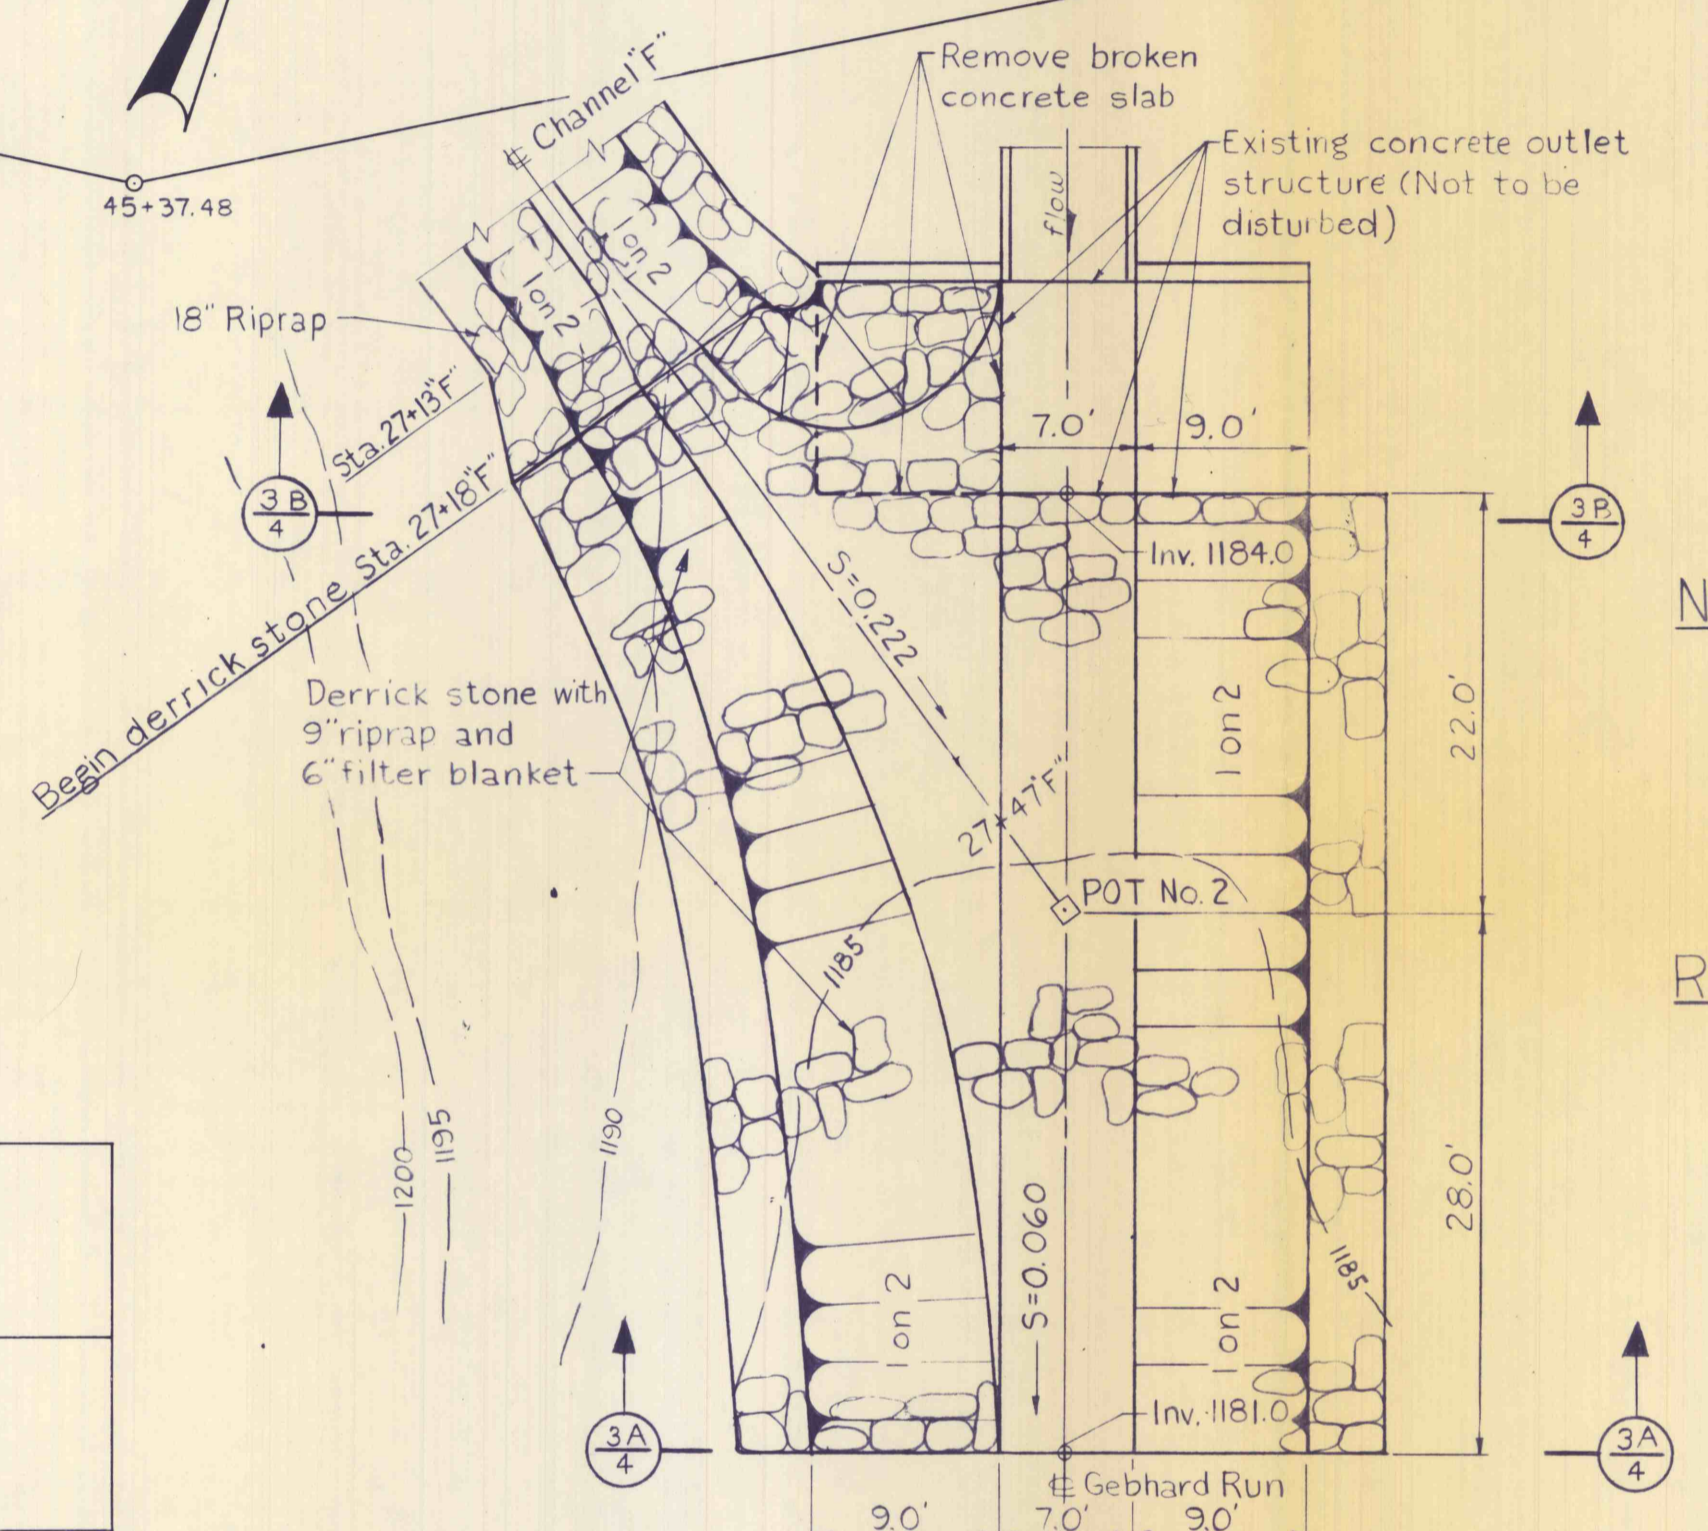 Remove broken
concrete slab
℄ Channel "F"
Existing concrete outlet
structure (Not to be
disturbed)
flow
45+37.48
1 on 2
1 on 2
18" Riprap
Sta. 27+13 "F"
7.0'
9.0'
3B
4
3B
4
Begin derrick stone Sta. 27+18 "F"
Inv. 1184.0
S=0.222
N
Derrick stone with
9" riprap and
6" filter blanket
1 on 2
22.0'
27+47 "F"
POT No. 2
1185
R
1200
1195
1190
S=0.060
28.0'
1185
1 on 2
1 on 2
Inv. 1181.0
3A
4
3A
4
℄ Gebhard Run
9.0'
7.0'
9.0'